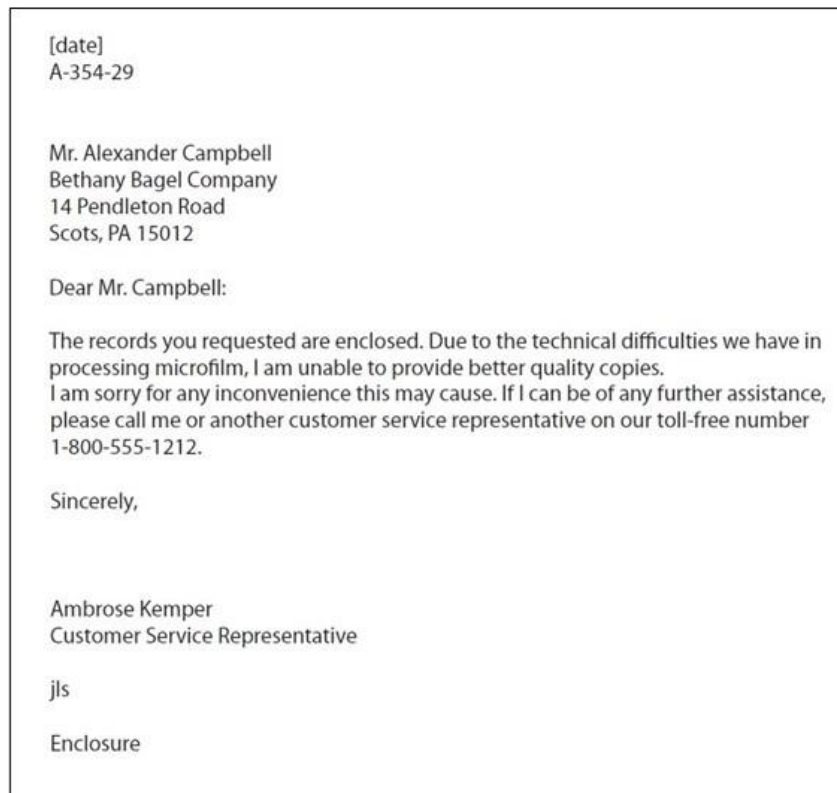 [date]
A-354-29
Mr. Alexander Campbell
Bethany Bagel Company
14 Pendleton Road
Scots, PA 15012
Dear Mr. Campbell:
The records you requested are enclosed. Due to the technical difficulties we have in
processing microfilm, I am unable to provide better quality copies.
I am sorry for any inconvenience this may cause. If I can be of any further assistance,
please call me or another customer service representative on our toll-free number
1-800-555-1212.
Sincerely,
Ambrose Kemper
Customer Service Representative
jls
Enclosure